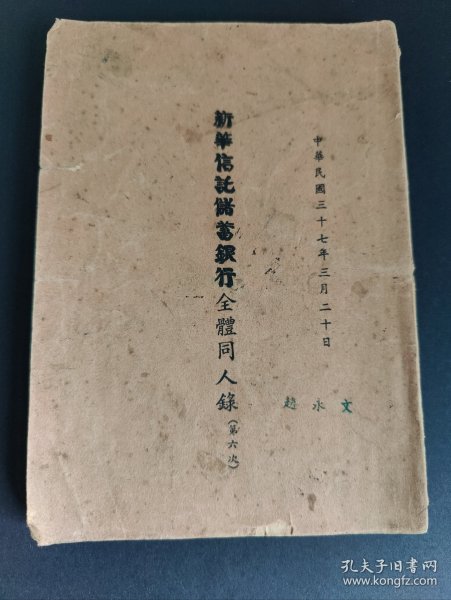 中華民國三十七年三月二十日
新華信託儲蓄銀行全體同人錄（第六次）
趙永文
孔夫子旧书网
www.kongfz.com